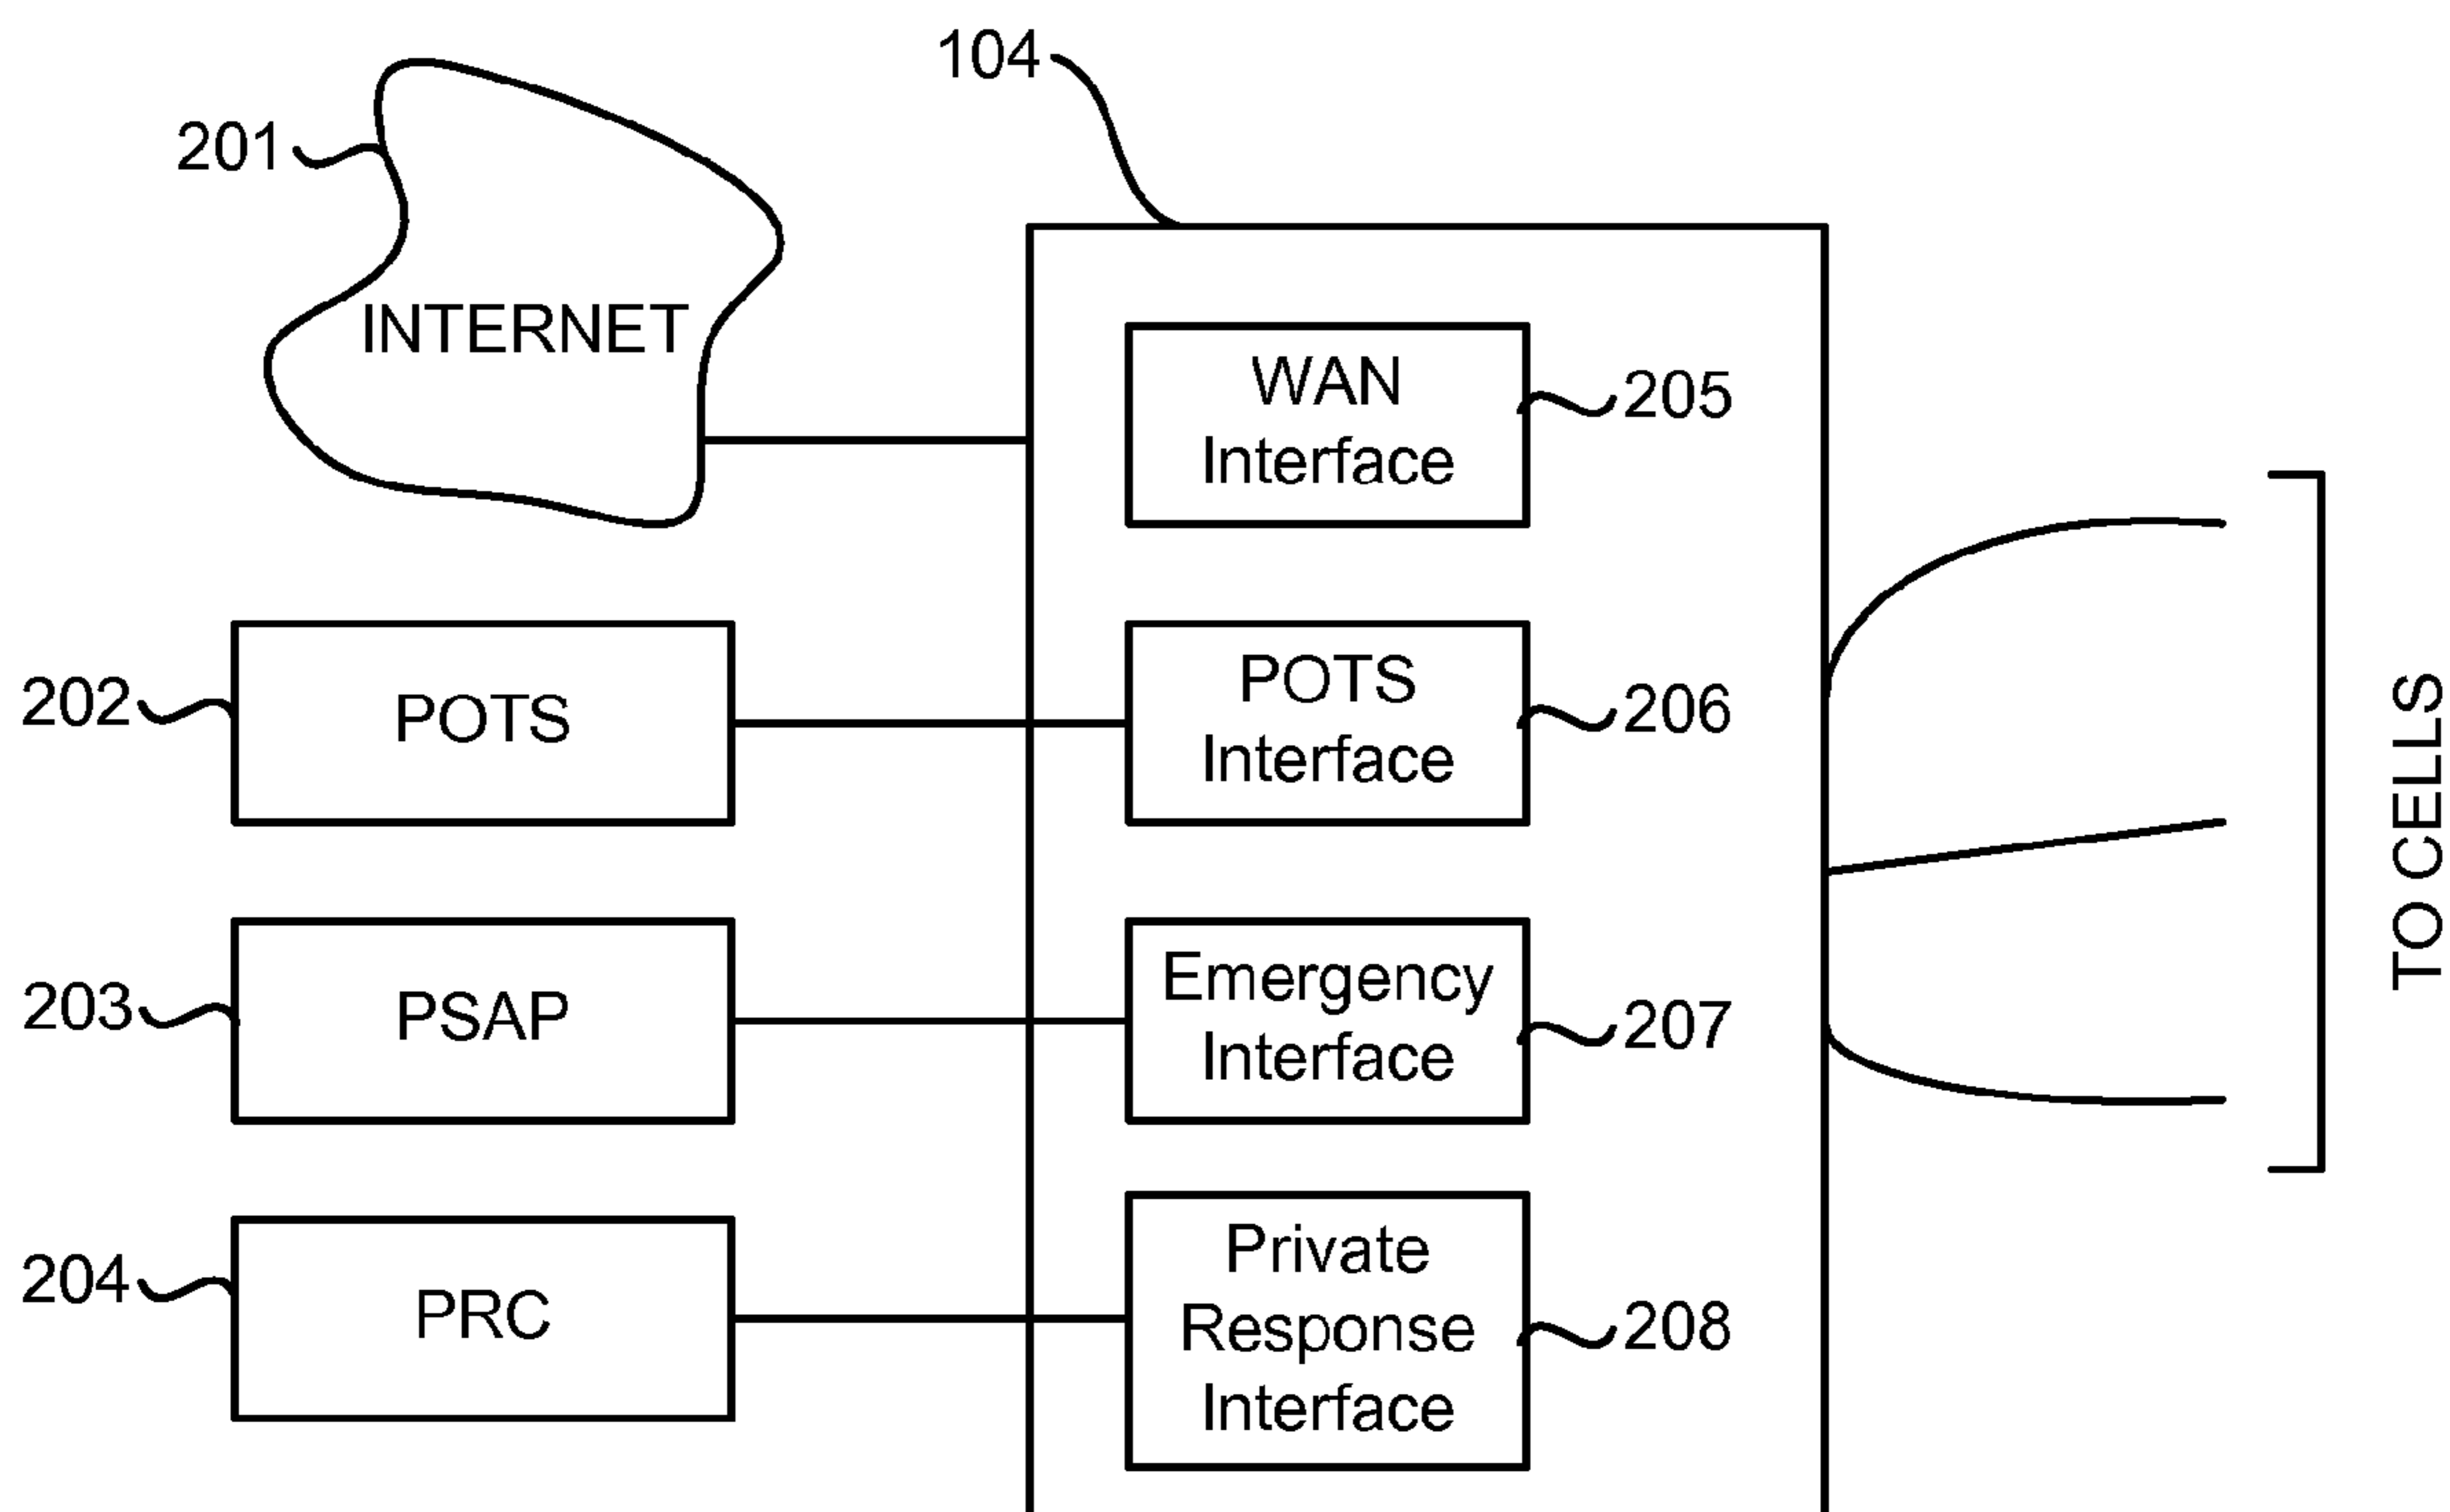 104
201
INTERNET
WAN
Interface
205
202
POTS
POTS
Interface
206
203
PSAP
Emergency
Interface
207
204
PRC
Private
Response
Interface
208
TO CELLS